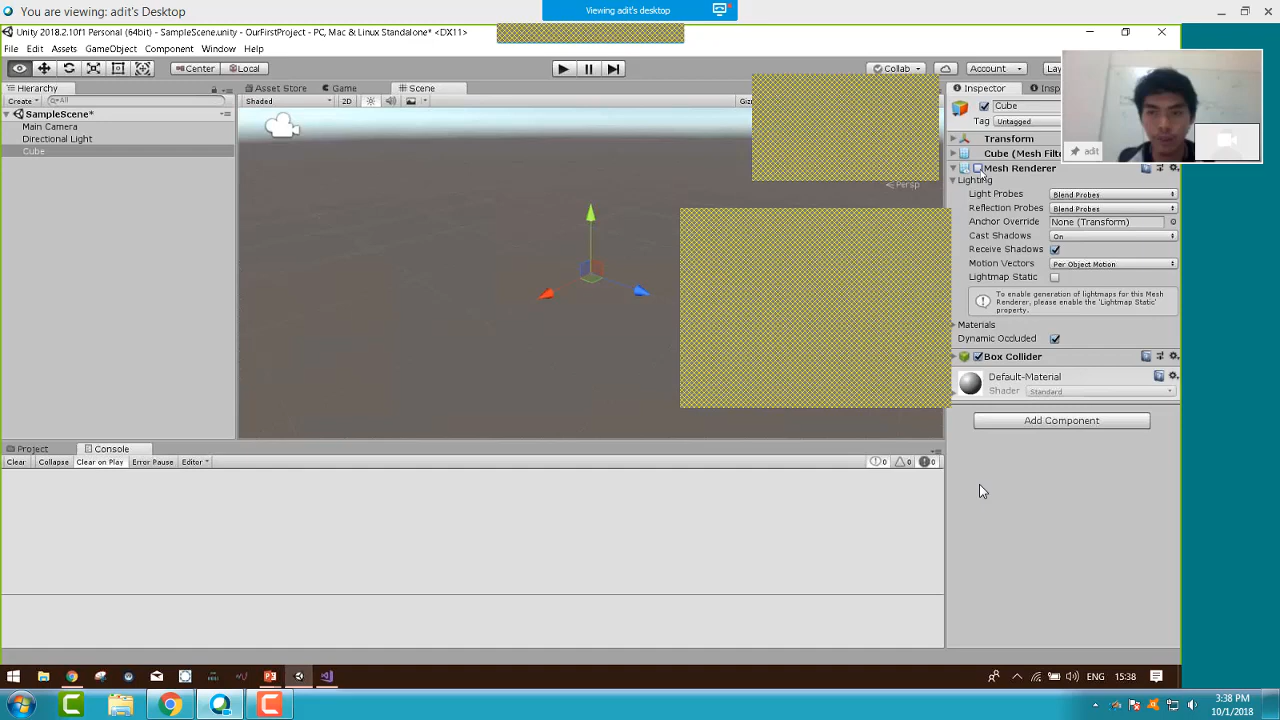 You are viewing: adit's Desktop
Viewing adit's desktop
Unity 2018.2.10f1 Personal (64bit) - SampleScene.unity - OurFirstProject - PC, Mac & Linux Standalone* <DX11>
File Edit Assets GameObject Component Window Help
Center Local
Collab Account
Hierarchy
Create All
SampleScene*
Main Camera
Directional Light
Cube
Asset Store Game Scene
Shaded 2D
Persp
Inspector
Cube
Tag Untagged
Transform
Cube (Mesh Filte
Mesh Renderer
Lighting
Light Probes Blend Probes
Reflection Probes Blend Probes
Anchor Override None (Transform)
Cast Shadows On
Receive Shadows
Motion Vectors Per Object Motion
Lightmap Static
To enable generation of lightmaps for this Mesh
Renderer, please enable the 'Lightmap Static'
property.
Materials
Dynamic Occluded
Box Collider
Default-Material
Shader Standard
Add Component
adit
Project Console
Clear Collapse Clear on Play Error Pause Editor
0 0 0
ENG 15:38
3:38 PM
10/1/2018